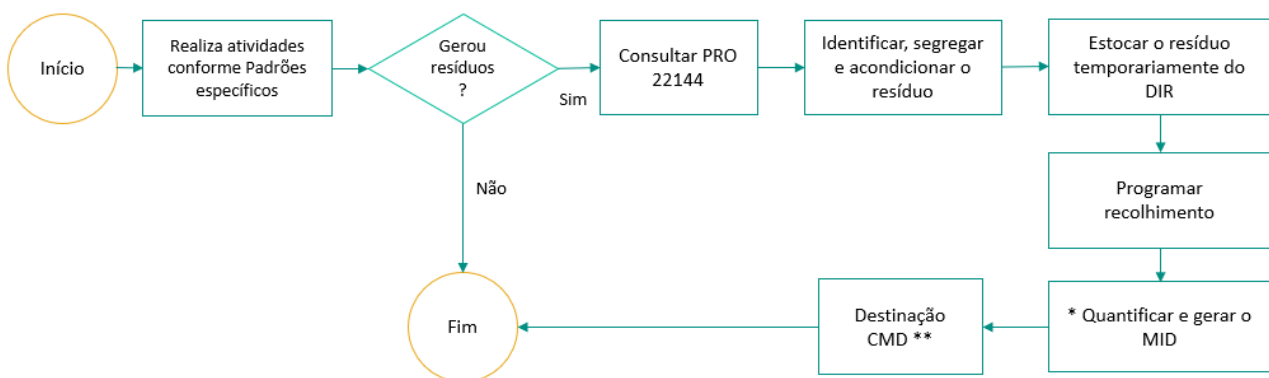 Início
Realiza atividades
conforme Padrões
específicos
Gerou
resíduos
?
Sim
Consultar PRO
22144
Identificar, segregar
e acondicionar o
resíduo
Estocar o resíduo
temporariamente do
DIR
Não
Programar
recolhimento
* Quantificar e gerar o
MID
Destinação
CMD **
Fim